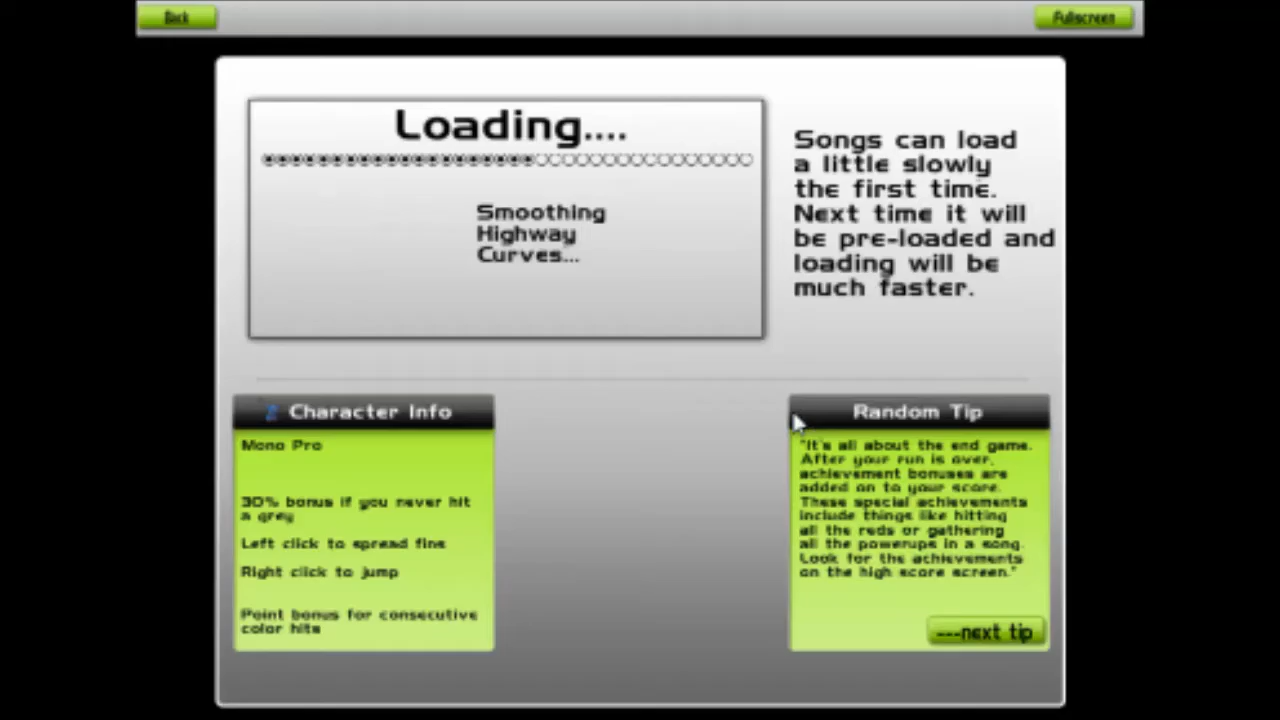 Back
Fullscreen
Loading....
Smoothing
Highway
Curves...
Songs can load
a little slowly
the first time.
Next time it will
be pre-loaded and
loading will be
much faster.
Character Info
Mono Pro
30% bonus if you never hit
a grey
Left click to spread fins
Right click to jump
Point bonus for consecutive
color hits
Random Tip
"It's all about the end game.
After your run is over,
achievement bonuses are
added on to your score.
These special achievements
include things like hitting
all the reds or gathering
all the powerups in a song.
Look for the achievements
on the high score screen."
---next tip